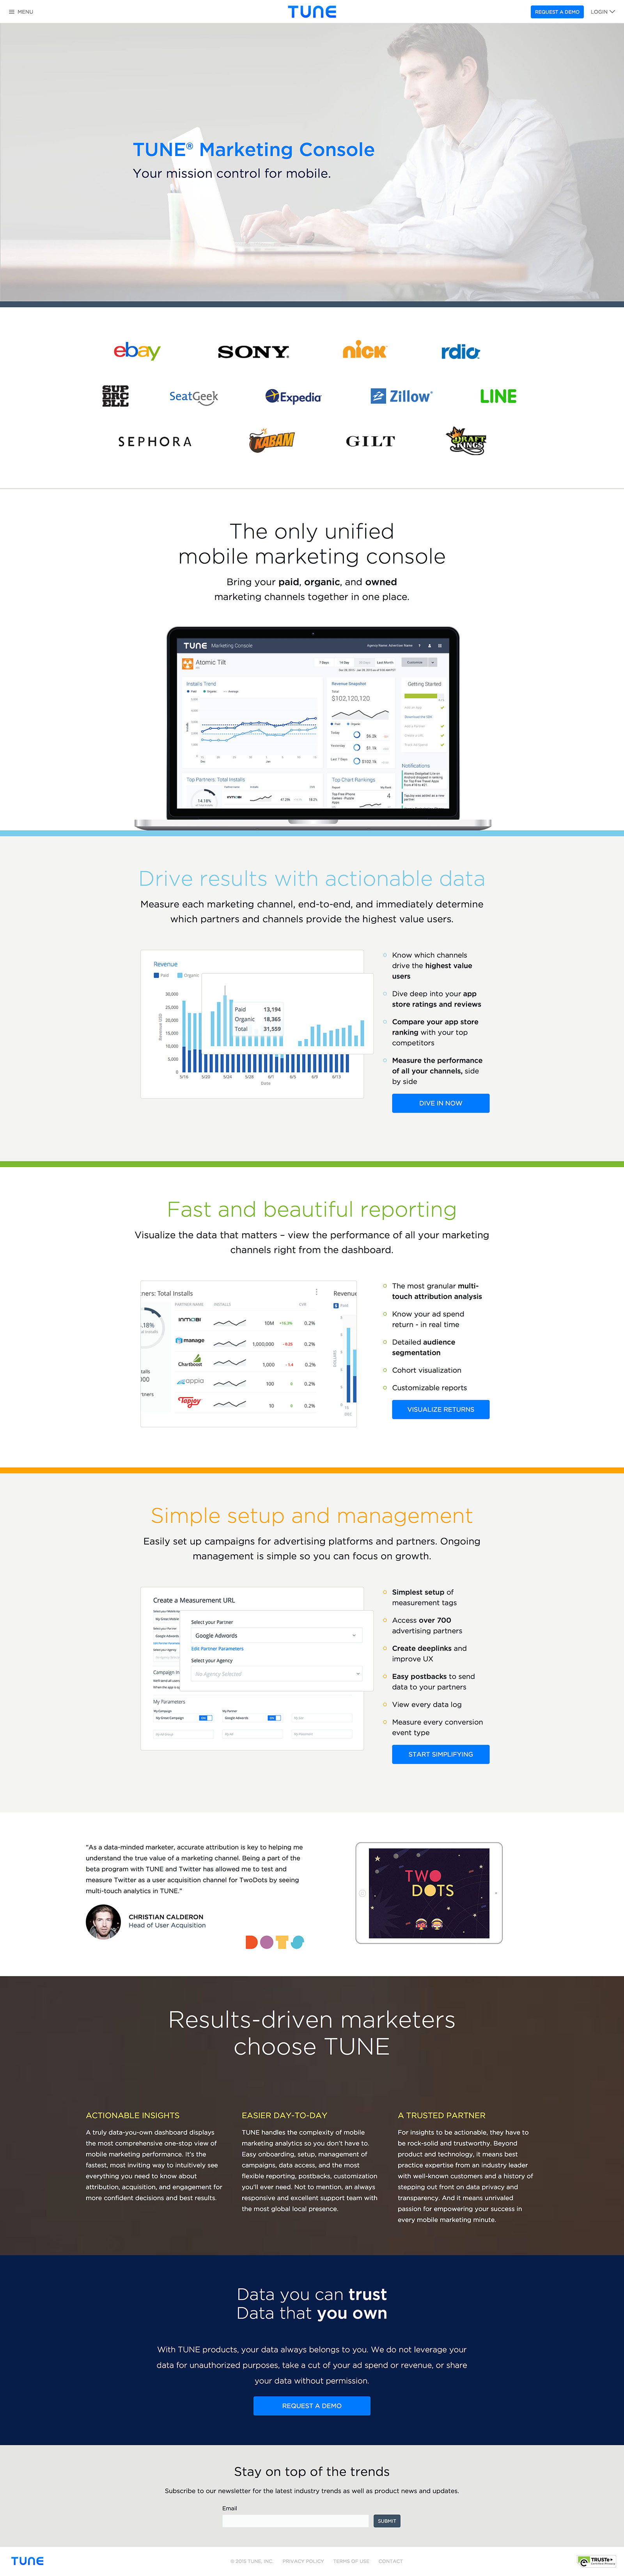 MENU
TUNE
REQUEST A DEMO
LOGIN
TUNE® Marketing Console
Your mission control for mobile.
ebay
SONY
nick
rdio
SUPERCELL
SeatGeek
Expedia
Zillow
LINE
SEPHORA
KABAM
GILT
DRAFT KINGS
The only unified
mobile marketing console
Bring your paid, organic, and owned
marketing channels together in one place.
TUNE Marketing Console
Atomic Tilt
7 Days
Last Month
Customize
Installs Trend
Revenue Snapshot
Getting Started
Total
$102,120,120
Today
$6.3k
Yesterday
$1.1k
Last 7 Days
$100.1k
Notifications
Top Partners: Total Installs
Top Chart Rankings
14.18%
INMOBI
4
Drive results with actionable data
Measure each marketing channel, end-to-end, and immediately determine
which partners and channels provide the highest value users.
Revenue
Paid
Organic
30,000
25,000
20,000
15,000
10,000
5,000
0
Revenue USD
5/16
5/20
5/24
5/28
6/1
6/5
6/9
6/13
Date
Paid 13,194
Organic 18,365
Total 31,559
Know which channels
drive the highest value
users
Dive deep into your app
store ratings and reviews
Compare your app store
ranking with your top
competitors
Measure the performance
of all your channels, side
by side
DIVE IN NOW
Fast and beautiful reporting
Visualize the data that matters – view the performance of all your marketing
channels right from the dashboard.
ners: Total Installs
Revenue
PARTNER NAME
INSTALLS
CVR
Paid
.18%
INMOBI
10M
+16.3%
0.2%
manage
1,000,000
0.2%
Chartboost
1,000
0.2%
appia
100
0
0.2%
Tapjoy
10
0
0.2%
The most granular multi-
touch attribution analysis
Know your ad spend
return - in real time
Detailed audience
segmentation
Cohort visualization
Customizable reports
VISUALIZE RETURNS
Simple setup and management
Easily set up campaigns for advertising platforms and partners. Ongoing
management is simple so you can focus on growth.
Create a Measurement URL
Select your Partner
Google Adwords
Edit Partner Parameters
Select your Agency
No Agency Selected
My Parameters
My Campaign
My Partner
Simplest setup of
measurement tags
Access over 700
advertising partners
Create deeplinks and
improve UX
Easy postbacks to send
data to your partners
View every data log
Measure every conversion
event type
START SIMPLIFYING
"As a data-minded marketer, accurate attribution is key to helping me
understand the true value of a marketing channel. Being a part of the
beta program with TUNE and Twitter has allowed me to test and
measure Twitter as a user acquisition channel for TwoDots by seeing
multi-touch analytics in TUNE."
CHRISTIAN CALDERON
Head of User Acquisition
DOTS
TWO
DOTS
Results-driven marketers
choose TUNE
ACTIONABLE INSIGHTS
A truly data-you-own dashboard displays
the most comprehensive one-stop view of
mobile marketing performance. It's the
fastest, most inviting way to intuitively see
everything you need to know about
attribution, acquisition, and engagement for
more confident decisions and best results.
EASIER DAY-TO-DAY
TUNE handles the complexity of mobile
marketing analytics so you don't have to.
Easy onboarding, setup, management of
campaigns, data access, and the most
flexible reporting, postbacks, customization
you'll ever need. Not to mention, an always
responsive and excellent support team with
the most global local presence.
A TRUSTED PARTNER
For insights to be actionable, they have to
be rock-solid and trustworthy. Beyond
product and technology, it means best
practice expertise from an industry leader
with well-known customers and a history of
stepping out front on data privacy and
transparency. And it means unrivaled
passion for empowering your success in
every mobile marketing minute.
Data you can trust
Data that you own
With TUNE products, your data always belongs to you. We do not leverage your
data for unauthorized purposes, take a cut of your ad spend or revenue, or share
your data without permission.
REQUEST A DEMO
Stay on top of the trends
Subscribe to our newsletter for the latest industry trends as well as product news and updates.
Email
SUBMIT
TUNE
© 2015 TUNE, INC.
PRIVACY POLICY
TERMS OF USE
CONTACT
TRUSTe